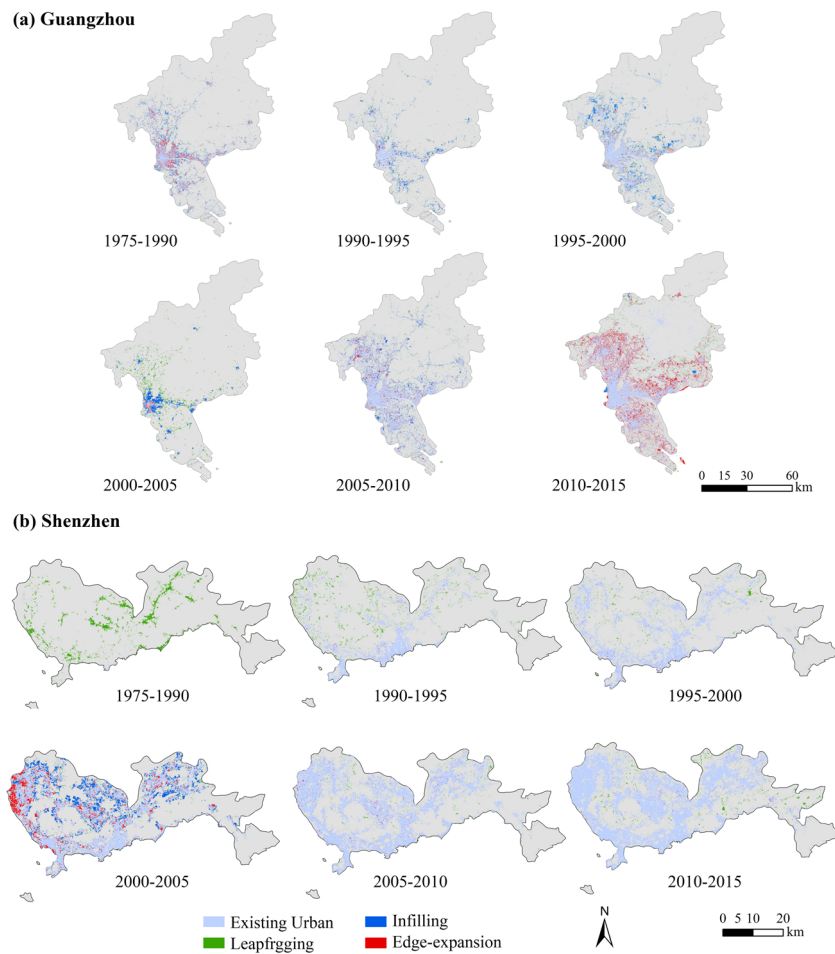 (a) Guangzhou
1975-1990
1990-1995
1995-2000
2000-2005
2005-2010
2010-2015
0 15 30 60
km
(b) Shenzhen
1975-1990
1990-1995
1995-2000
2000-2005
2005-2010
2010-2015
Existing Urban
Infilling
Leapfrgging
Edge-expansion
N
0 5 10 20
km